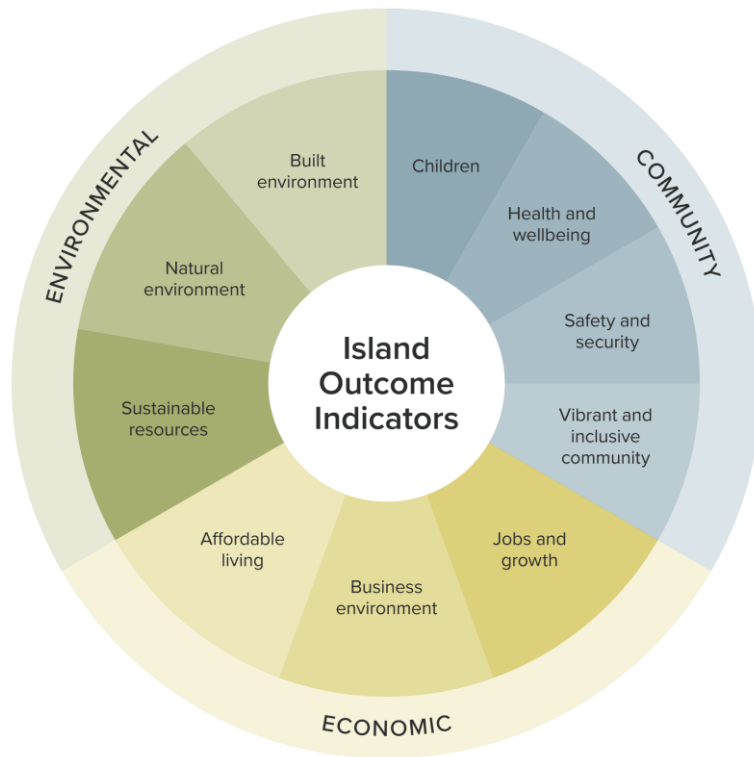 Island
Outcome
Indicators
COMMUNITY
Children
Health and
wellbeing
Safety and
security
Vibrant and
inclusive
community
ECONOMIC
Jobs and
growth
Business
environment
Affordable
living
ENVIRONMENTAL
Sustainable
resources
Natural
environment
Built
environment